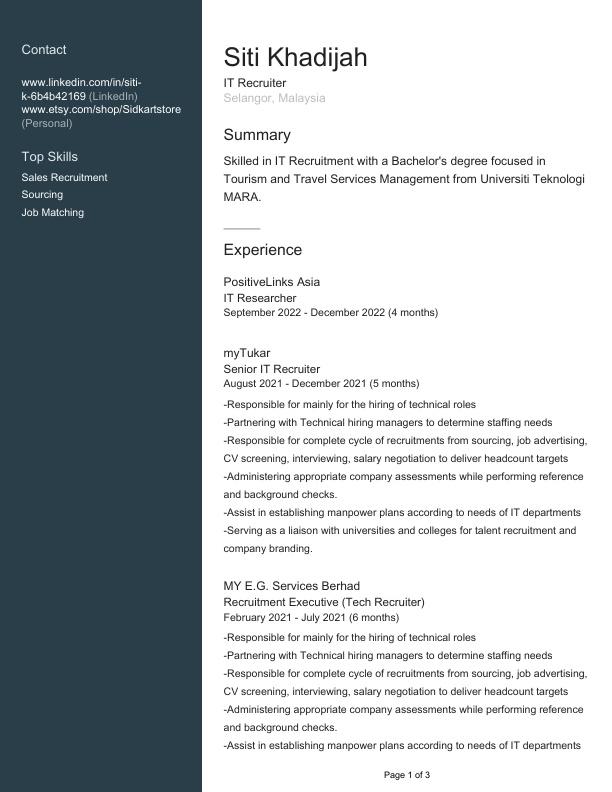 Contact
www.linkedin.com/in/siti-
k-6b4b42169 (LinkedIn)
www.etsy.com/shop/Sidkartstore
(Personal)
Top Skills
Sales Recruitment
Sourcing
Job Matching
Siti Khadijah
IT Recruiter
Selangor, Malaysia
Summary
Skilled in IT Recruitment with a Bachelor's degree focused in
Tourism and Travel Services Management from Universiti Teknologi
MARA.
Experience
PositiveLinks Asia
IT Researcher
September 2022 - December 2022 (4 months)
myTukar
Senior IT Recruiter
August 2021 - December 2021 (5 months)
-Responsible for mainly for the hiring of technical roles
-Partnering with Technical hiring managers to determine staffing needs
-Responsible for complete cycle of recruitments from sourcing, job advertising,
CV screening, interviewing, salary negotiation to deliver headcount targets
-Administering appropriate company assessments while performing reference
and background checks.
-Assist in establishing manpower plans according to needs of IT departments
-Serving as a liaison with universities and colleges for talent recruitment and
company branding.
MY E.G. Services Berhad
Recruitment Executive (Tech Recruiter)
February 2021 - July 2021 (6 months)
-Responsible for mainly for the hiring of technical roles
-Partnering with Technical hiring managers to determine staffing needs
-Responsible for complete cycle of recruitments from sourcing, job advertising,
CV screening, interviewing, salary negotiation to deliver headcount targets
-Administering appropriate company assessments while performing reference
and background checks.
-Assist in establishing manpower plans according to needs of IT departments
Page 1 of 3